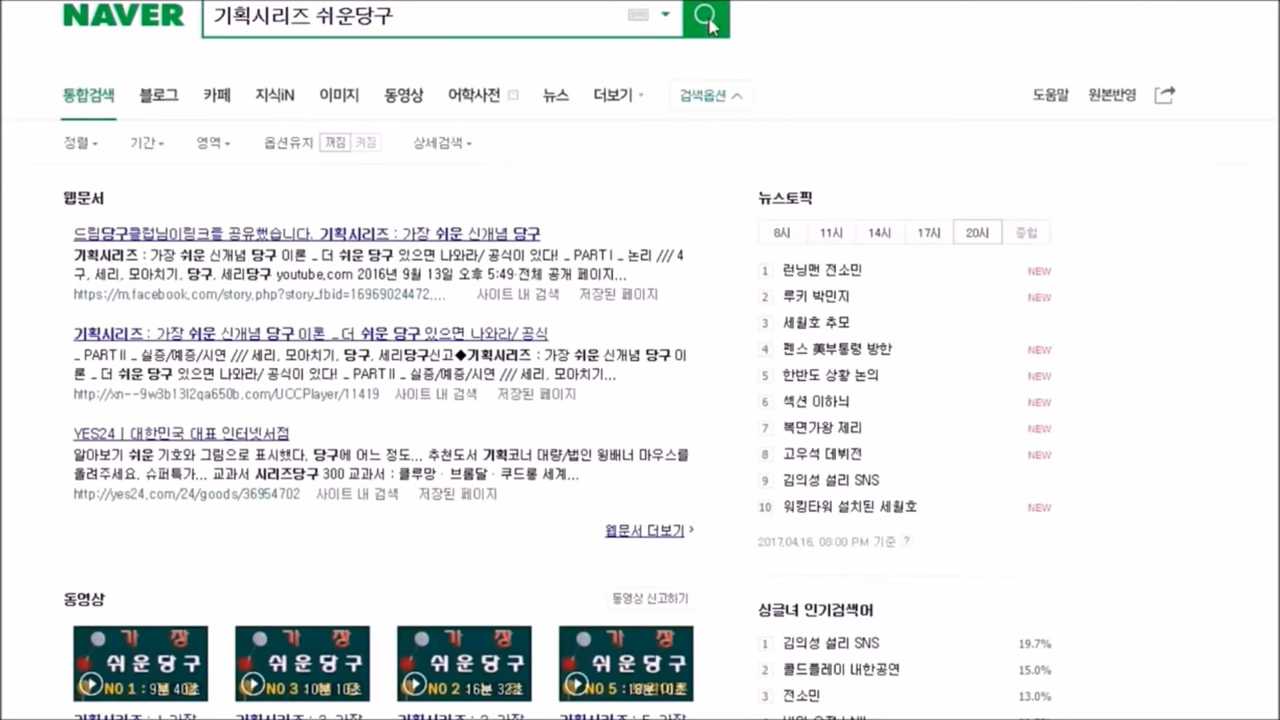 NAVER
기획시리즈 쉬운당구
통합검색 블로그 카페 지식iN 이미지 동영상 어학사전 뉴스 더보기 검색옵션 도움말 원본반영
정렬 기간 영역 옵션유지 꺼짐 켜짐 상세검색
웹문서
드림당구클럽님이링크를 공유했습니다. 기획시리즈 : 가장 쉬운 신개념 당구
기획시리즈 : 가장 쉬운 신개념 당구 이론 _ 더 쉬운 당구 있으면 나와라/ 공식이 있다! _ PART I _ 논리 /// 4
구, 세리, 모아치기, 당구, 세리당구 youtube.com 2016년 9월 13일 오후 5:49·전체 공개 페이지...
https://m.facebook.com/story.php?story_fbid=16969024472.... 사이트 내 검색 저장된 페이지
기획시리즈 : 가장 쉬운 신개념 당구 이론 _ 더 쉬운 당구 있으면 나와라/ 공식
_ PART II _ 실증/예증/시연 /// 세리, 모아치기, 당구, 세리당구신고◆기획시리즈 : 가장 쉬운 신개념 당구 이
론 _ 더 쉬운 당구 있으면 나와라/ 공식이 있다! _ PART II _ 실증/예증/시연 /// 세리, 모아치기...
http://xn--9w3b13l2qa650b.com/UCCPlayer/11419 사이트 내 검색 저장된 페이지
YES24 | 대한민국 대표 인터넷서점
알아보기 쉬운 기호와 그림으로 표시했다. 당구에 어느 정도... 추천도서 기획코너 대량/법인 윙배너 마우스를
올려주세요. 슈퍼특가... 교과서 시리즈당구 300 교과서 : 클루망 · 브롬달 · 쿠드롱 세계...
http://yes24.com/24/goods/36954702 사이트 내 검색 저장된 페이지
웹문서 더보기
동영상 동영상 신고하기
가 장 가 장 가 장 가 장
쉬운당구 쉬운당구 쉬운당구 쉬운당구
NO 1 : 9분 40초 NO 3 10분 10초 NO 2 16분 NO 5 :
뉴스토픽
8시 11시 14시 17시 20시 종합
1 런닝맨 전소민 NEW
2 루키 박민지 NEW
3 세월호 추모
4 펜스 美부통령 방한 NEW
5 한반도 상황 논의 NEW
6 섹션 이하늬 NEW
7 복면가왕 제리 NEW
8 고우석 데뷔전 NEW
9 김의성 설리 SNS
10 워킹타워 설치된 세월호 NEW
2017.04.16. 08:00 PM 기준 ?
싱글녀 인기검색어
1 김의성 설리 SNS 19.7%
2 콜드플레이 내한공연 15.0%
3 전소민 13.0%